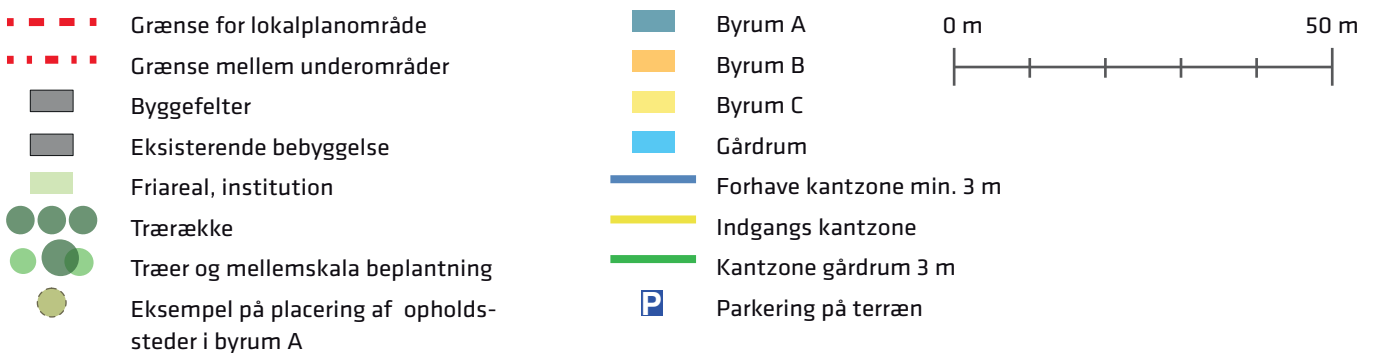 Grænse for lokalplanområde
Grænse mellem underområder
Byggefelter
Eksisterende bebyggelse
Friareal, institution
Trærække
Træer og mellemskala beplantning
Eksempel på placering af opholds-
steder i byrum A
Byrum A
Byrum B
Byrum C
Gårdrum
Forhave kantzone min. 3 m
Indgangs kantzone
Kantzone gårdrum 3 m
P Parkering på terræn
0 m 50 m